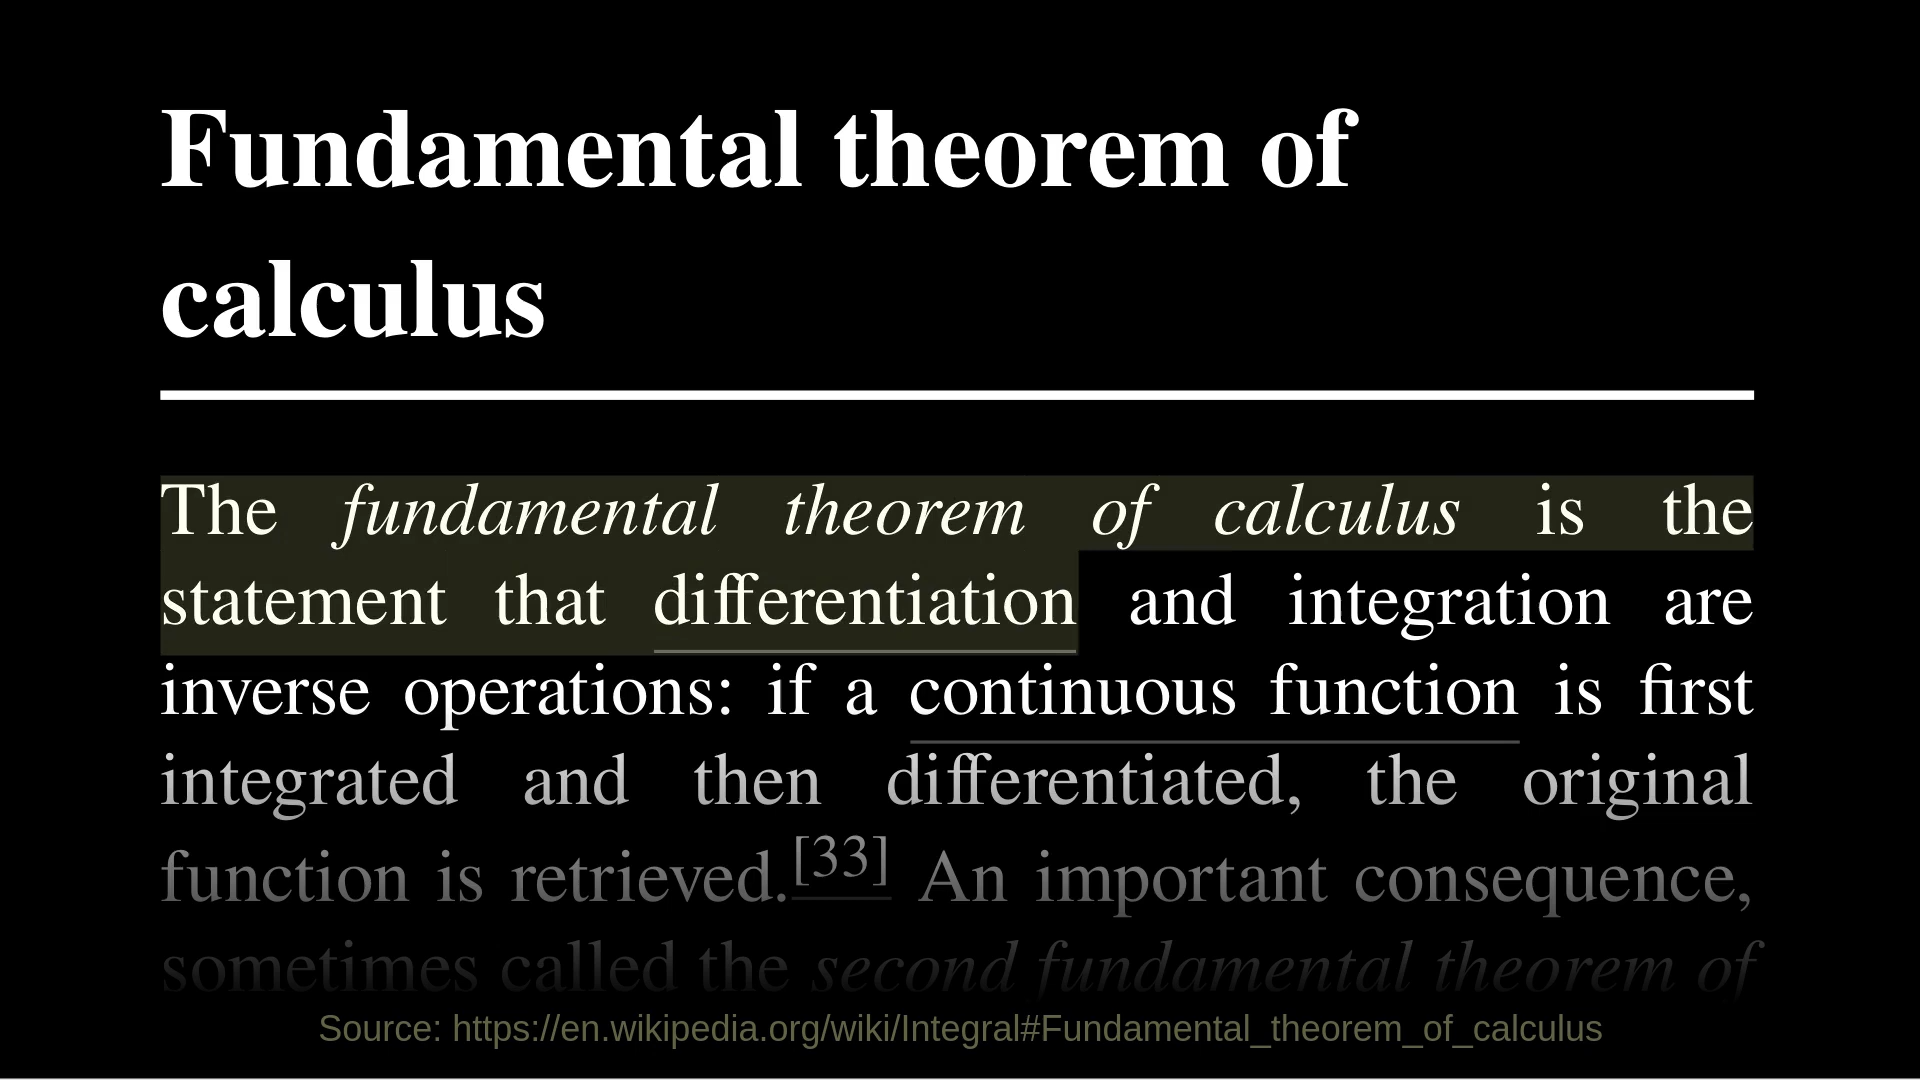 Fundamental theorem of
calculus
The fundamental theorem of calculus is the
statement that differentiation and integration are
inverse operations: if a continuous function is first
integrated and then differentiated, the original
function is retrieved.[33] An important consequence,
sometimes called the second fundamental theorem of
Source: https://en.wikipedia.org/wiki/Integral#Fundamental_theorem_of_calculus